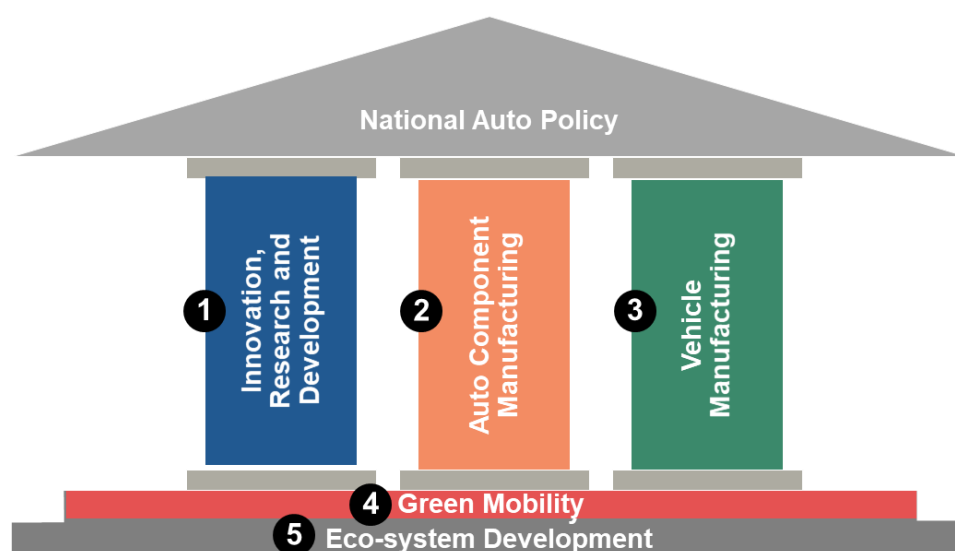 National Auto Policy
1
Innovation,
Research and
Development
2
Auto Component
Manufacturing
3
Vehicle
Manufacturing
4 Green Mobility
5 Eco-system Development